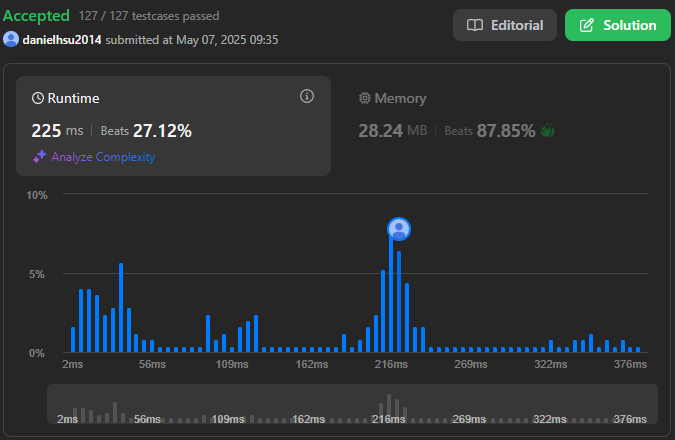 Accepted 127 / 127 testcases passed
danielhsu2014 submitted at May 07, 2025 09:35
Editorial
Solution
Runtime
225 ms | Beats 27.12%
Analyze Complexity
Memory
28.24 MB | Beats 87.85%
10%
5%
0%
2ms 56ms 109ms 162ms 216ms 269ms 322ms 376ms
2ms 56ms 109ms 162ms 216ms 269ms 322ms 376ms